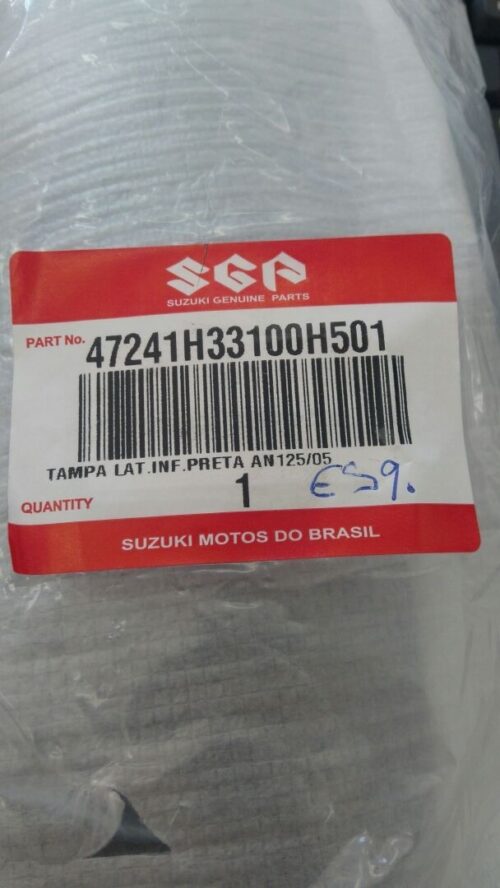 SGP
SUZUKI GENUINE PARTS
PART No. 47241H33100H501
TAMPA LAT.INF.PRETA AN125/05
QUANTITY 1 ESQ.
SUZUKI MOTOS DO BRASIL